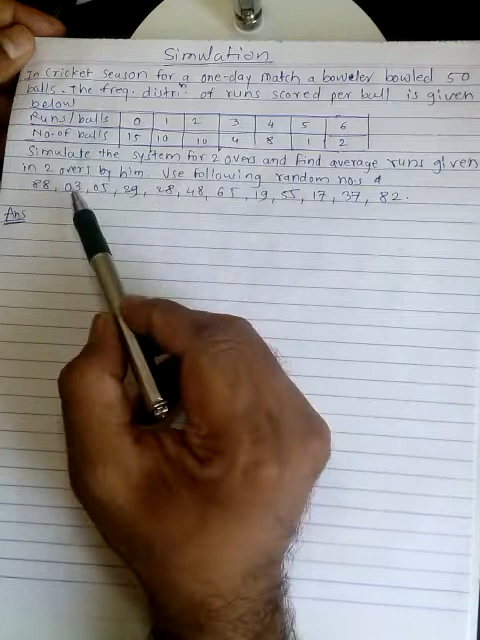 Simulation
In Cricket season for a one-day match a boweler bowled 50
balls. The freq. distrⁿ of runs scored per ball is given
below
Runs/balls 0 1 2 3 4 5 6
No. of balls 15 10 10 4 8 1 2
Simulate the system for 2 overs and find average runs given
in 2 overs by him. Use following random no.s
88, 03, 05, 29, 28, 48, 65, 19, 55, 17, 37, 82.
Ans